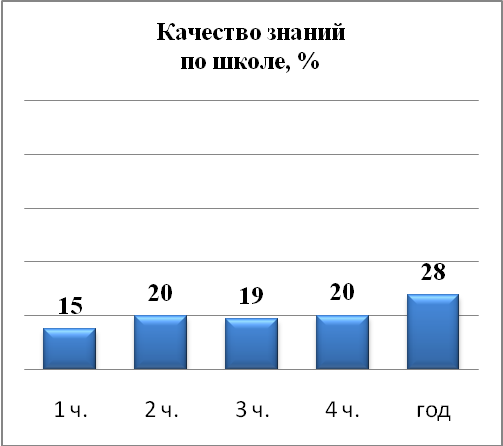 Качество знаний
по школе, %
15
20
19
20
28
1 ч.
2 ч.
3 ч.
4 ч.
год